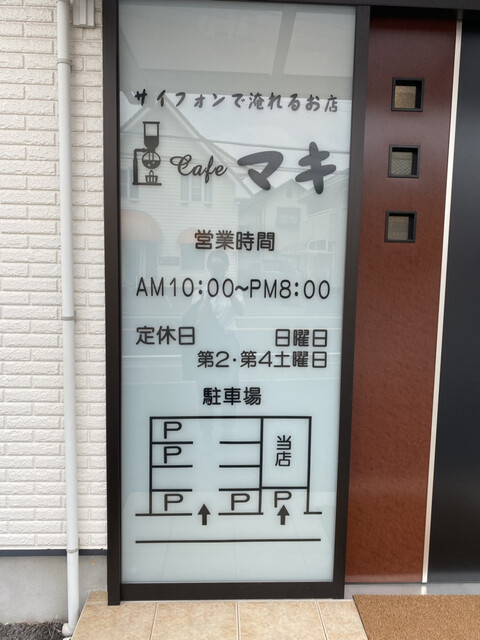 サイフォンで淹れるお店
Cafe マキ
営業時間
AM10:00～PM8:00
定休日 日曜日
第2・第4土曜日
駐車場
P
P
当店
P P P